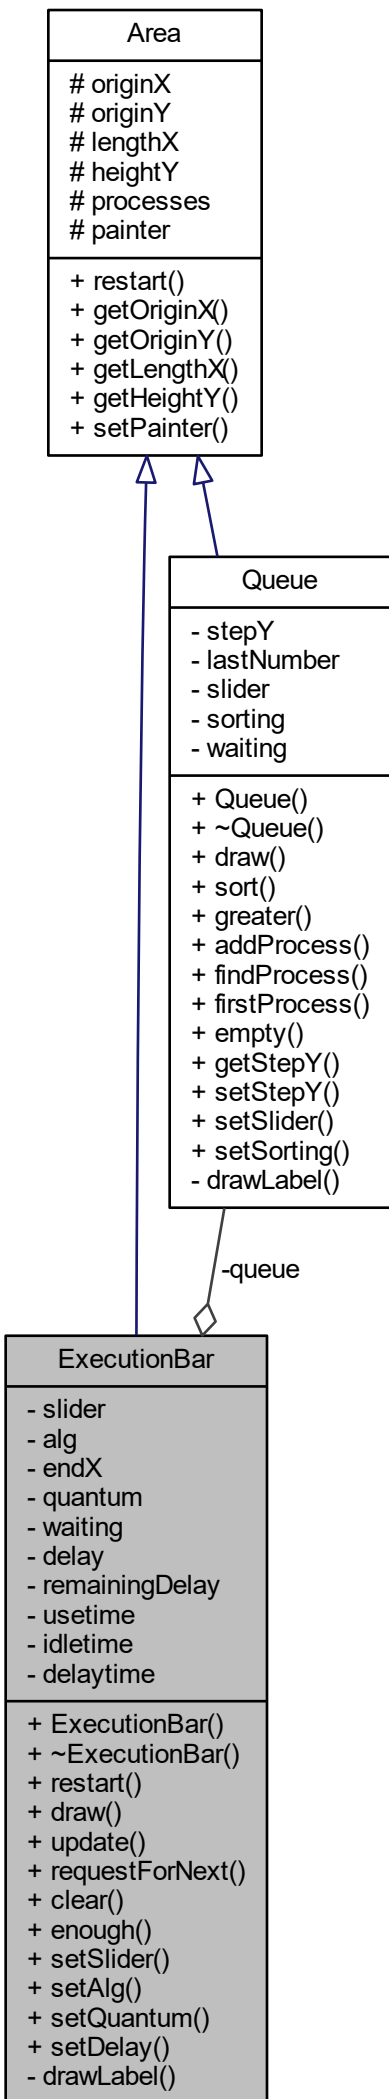 Area
# originX
# originY
# lengthX
# heightY
# processes
# painter
+ restart()
+ getOriginX()
+ getOriginY()
+ getLengthX()
+ getHeightY()
+ setPainter()
Queue
- stepY
- lastNumber
- slider
- sorting
- waiting
+ Queue()
+ ~Queue()
+ draw()
+ sort()
+ greater()
+ addProcess()
+ findProcess()
+ firstProcess()
+ empty()
+ getStepY()
+ setStepY()
+ setSlider()
+ setSorting()
- drawLabel()
-queue
ExecutionBar
- slider
- alg
- endX
- quantum
- waiting
- delay
- remainingDelay
- usetime
- idletime
- delaytime
+ ExecutionBar()
+ ~ExecutionBar()
+ restart()
+ draw()
+ update()
+ requestForNext()
+ clear()
+ enough()
+ setSlider()
+ setAlg()
+ setQuantum()
+ setDelay()
- drawLabel()